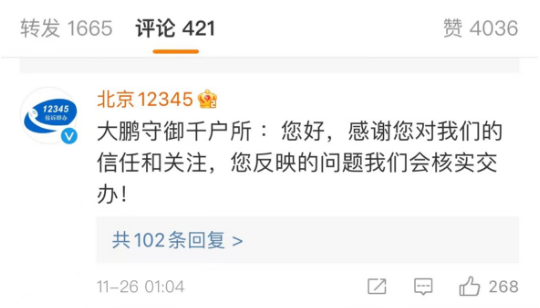 转发 1665 评论 421 赞 4036
12345
北京12345
大鹏守御千户所：您好，感谢您对我们的
信任和关注，您反映的问题我们会核实交
办！
共102条回复 >
11-26 01:04 268